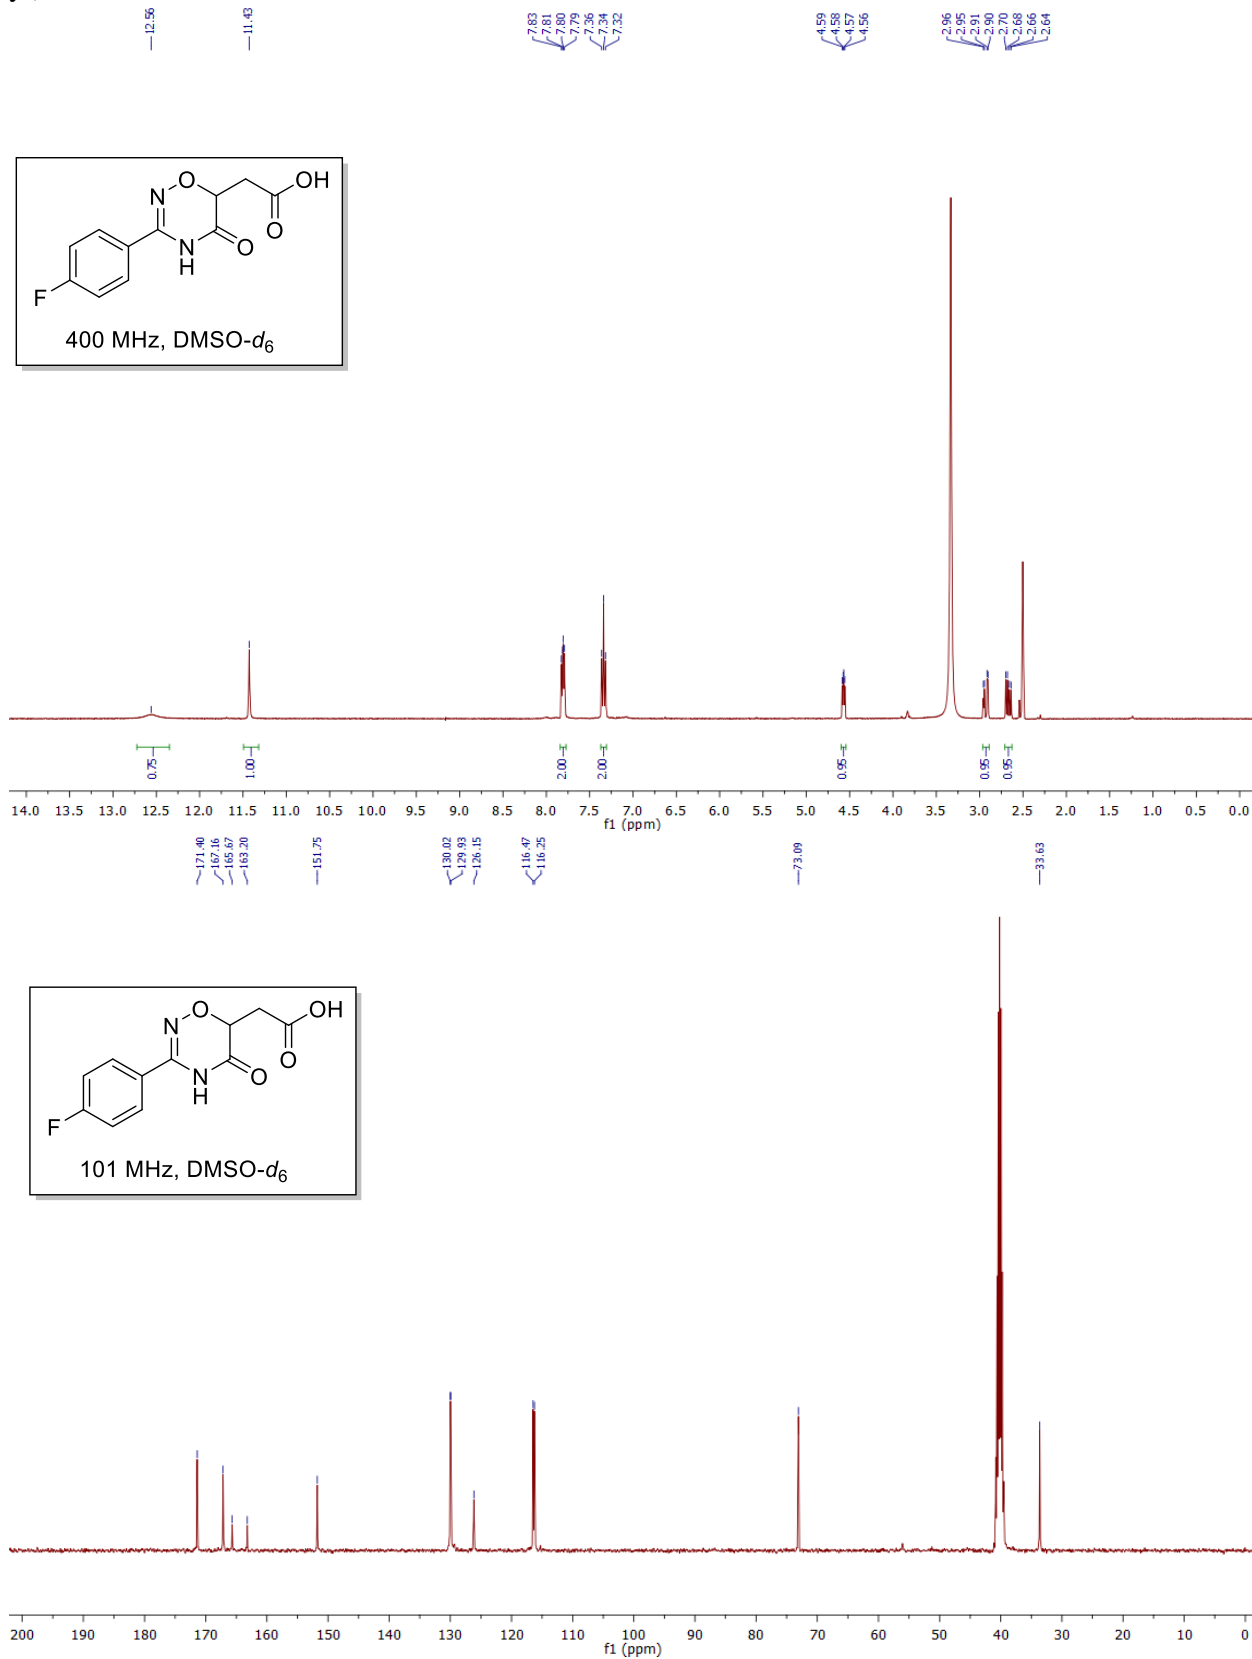 12.56 11.43 7.83 7.81 7.80 7.79 7.36 7.34 7.32 4.59 4.58 4.57 4.56 2.96 2.95 2.91 2.90 2.70 2.68 2.66 2.64
O OH
N
O
O
N
H
F
400 MHz, DMSO-d6
0.75 1.00 2.00 2.00 0.95 0.95 0.95
14.0 13.5 13.0 12.5 12.0 11.5 11.0 10.5 10.0 9.5 9.0 8.5 8.0 7.5 7.0 6.5 6.0 5.5 5.0 4.5 4.0 3.5 3.0 2.5 2.0 1.5 1.0 0.5 0.0
f1 (ppm)
171.40 167.16 165.67 163.20 151.75 130.02 129.93 126.15 116.47 116.25 73.09 33.63
O OH
N
O
O
N
H
F
101 MHz, DMSO-d6
200 190 180 170 160 150 140 130 120 110 100 90 80 70 60 50 40 30 20 10 0
f1 (ppm)